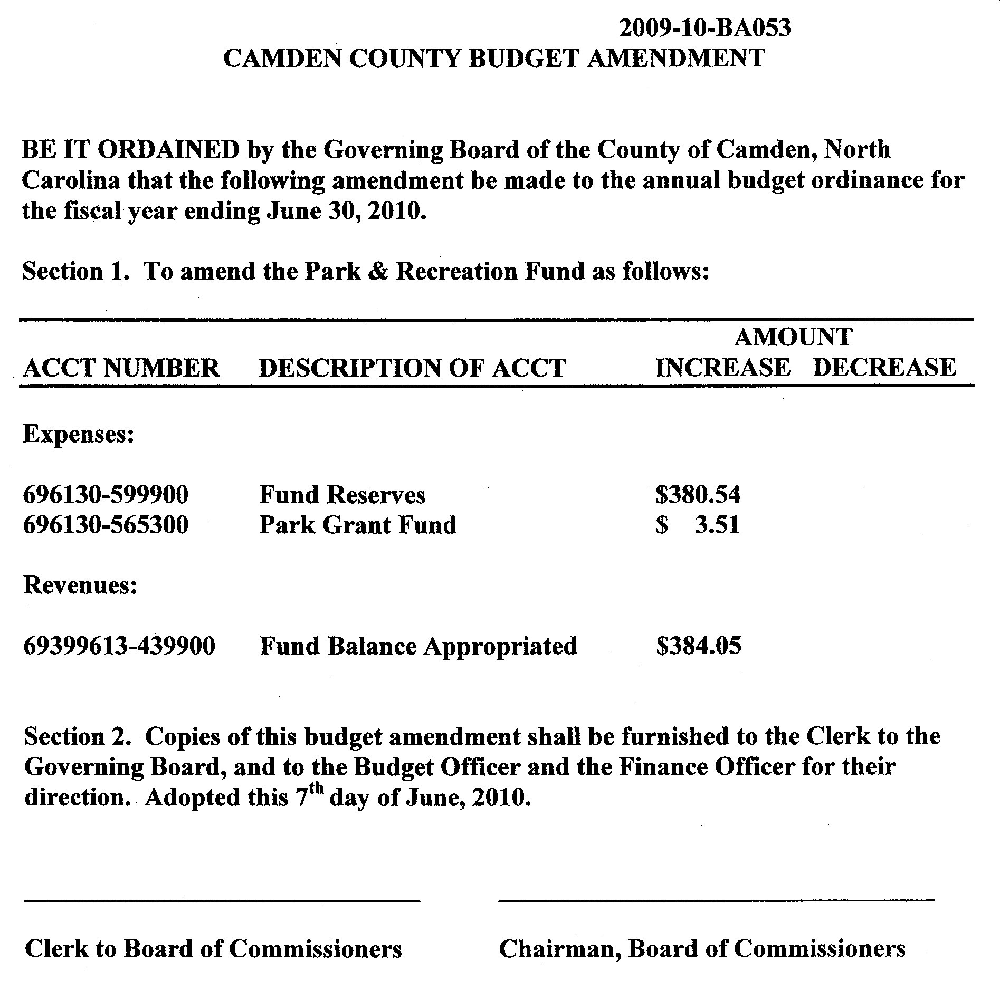 2009-10-BA053
CAMDEN COUNTY BUDGET AMENDMENT
BE IT ORDAINED by the Governing Board of the County of Camden, North
Carolina that the following amendment be made to the annual budget ordinance for
the fiscal year ending June 30, 2010.
Section 1. To amend the Park & Recreation Fund as follows:
AMOUNT
ACCT NUMBER DESCRIPTION OF ACCT INCREASE DECREASE
Expenses:
696130-599900 Fund Reserves $380.54
696130-565300 Park Grant Fund $ 3.51
Revenues:
69399613-439900 Fund Balance Appropriated $384.05
Section 2. Copies of this budget amendment shall be furnished to the Clerk to the
Governing Board, and to the Budget Officer and the Finance Officer for their
direction. Adopted this 7th day of June, 2010.
Clerk to Board of Commissioners Chairman, Board of Commissioners